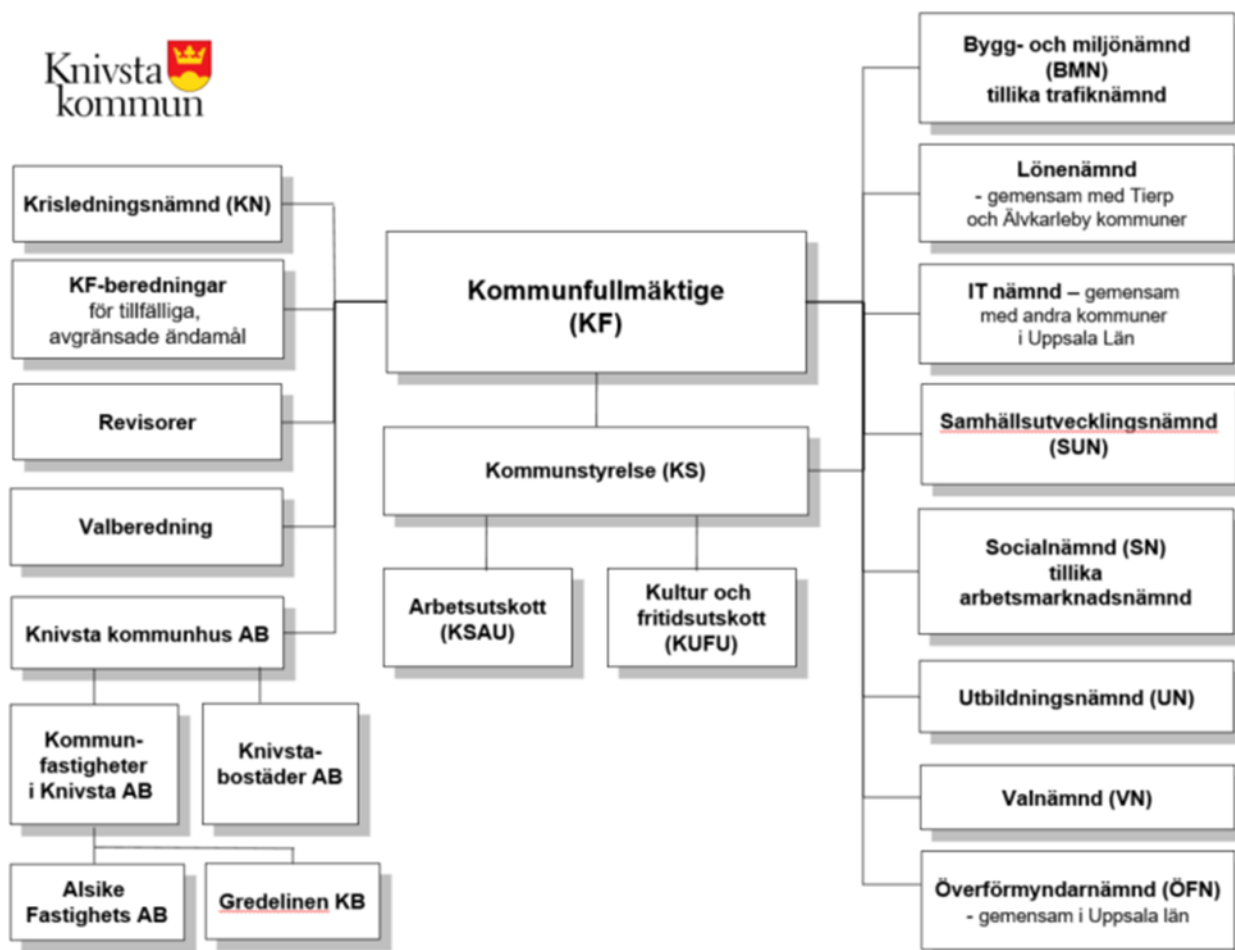 Knivsta
kommun
Krisledningsnämnd (KN)
KF-beredningar
för tillfälliga,
avgränsade ändamål
Revisorer
Valberedning
Knivsta kommunhus AB
Kommun-
fastigheter
i Knivsta AB
Knivsta-
bostäder AB
Alsike
Fastighets AB
Gredelinen KB
Kommunfullmäktige
(KF)
Kommunstyrelse (KS)
Arbetsutskott
(KSAU)
Kultur och
fritidsutskott
(KUFU)
Bygg- och miljönämnd
(BMN)
tillika trafiknämnd
Lönenämnd
- gemensam med Tierp
och Älvkarleby kommuner
IT nämnd – gemensam
med andra kommuner
i Uppsala Län
Samhällsutvecklingsnämnd
(SUN)
Socialnämnd (SN)
tillika
arbetsmarknadsnämnd
Utbildningsnämnd (UN)
Valnämnd (VN)
Överförmyndarnämnd (ÖFN)
- gemensam i Uppsala län